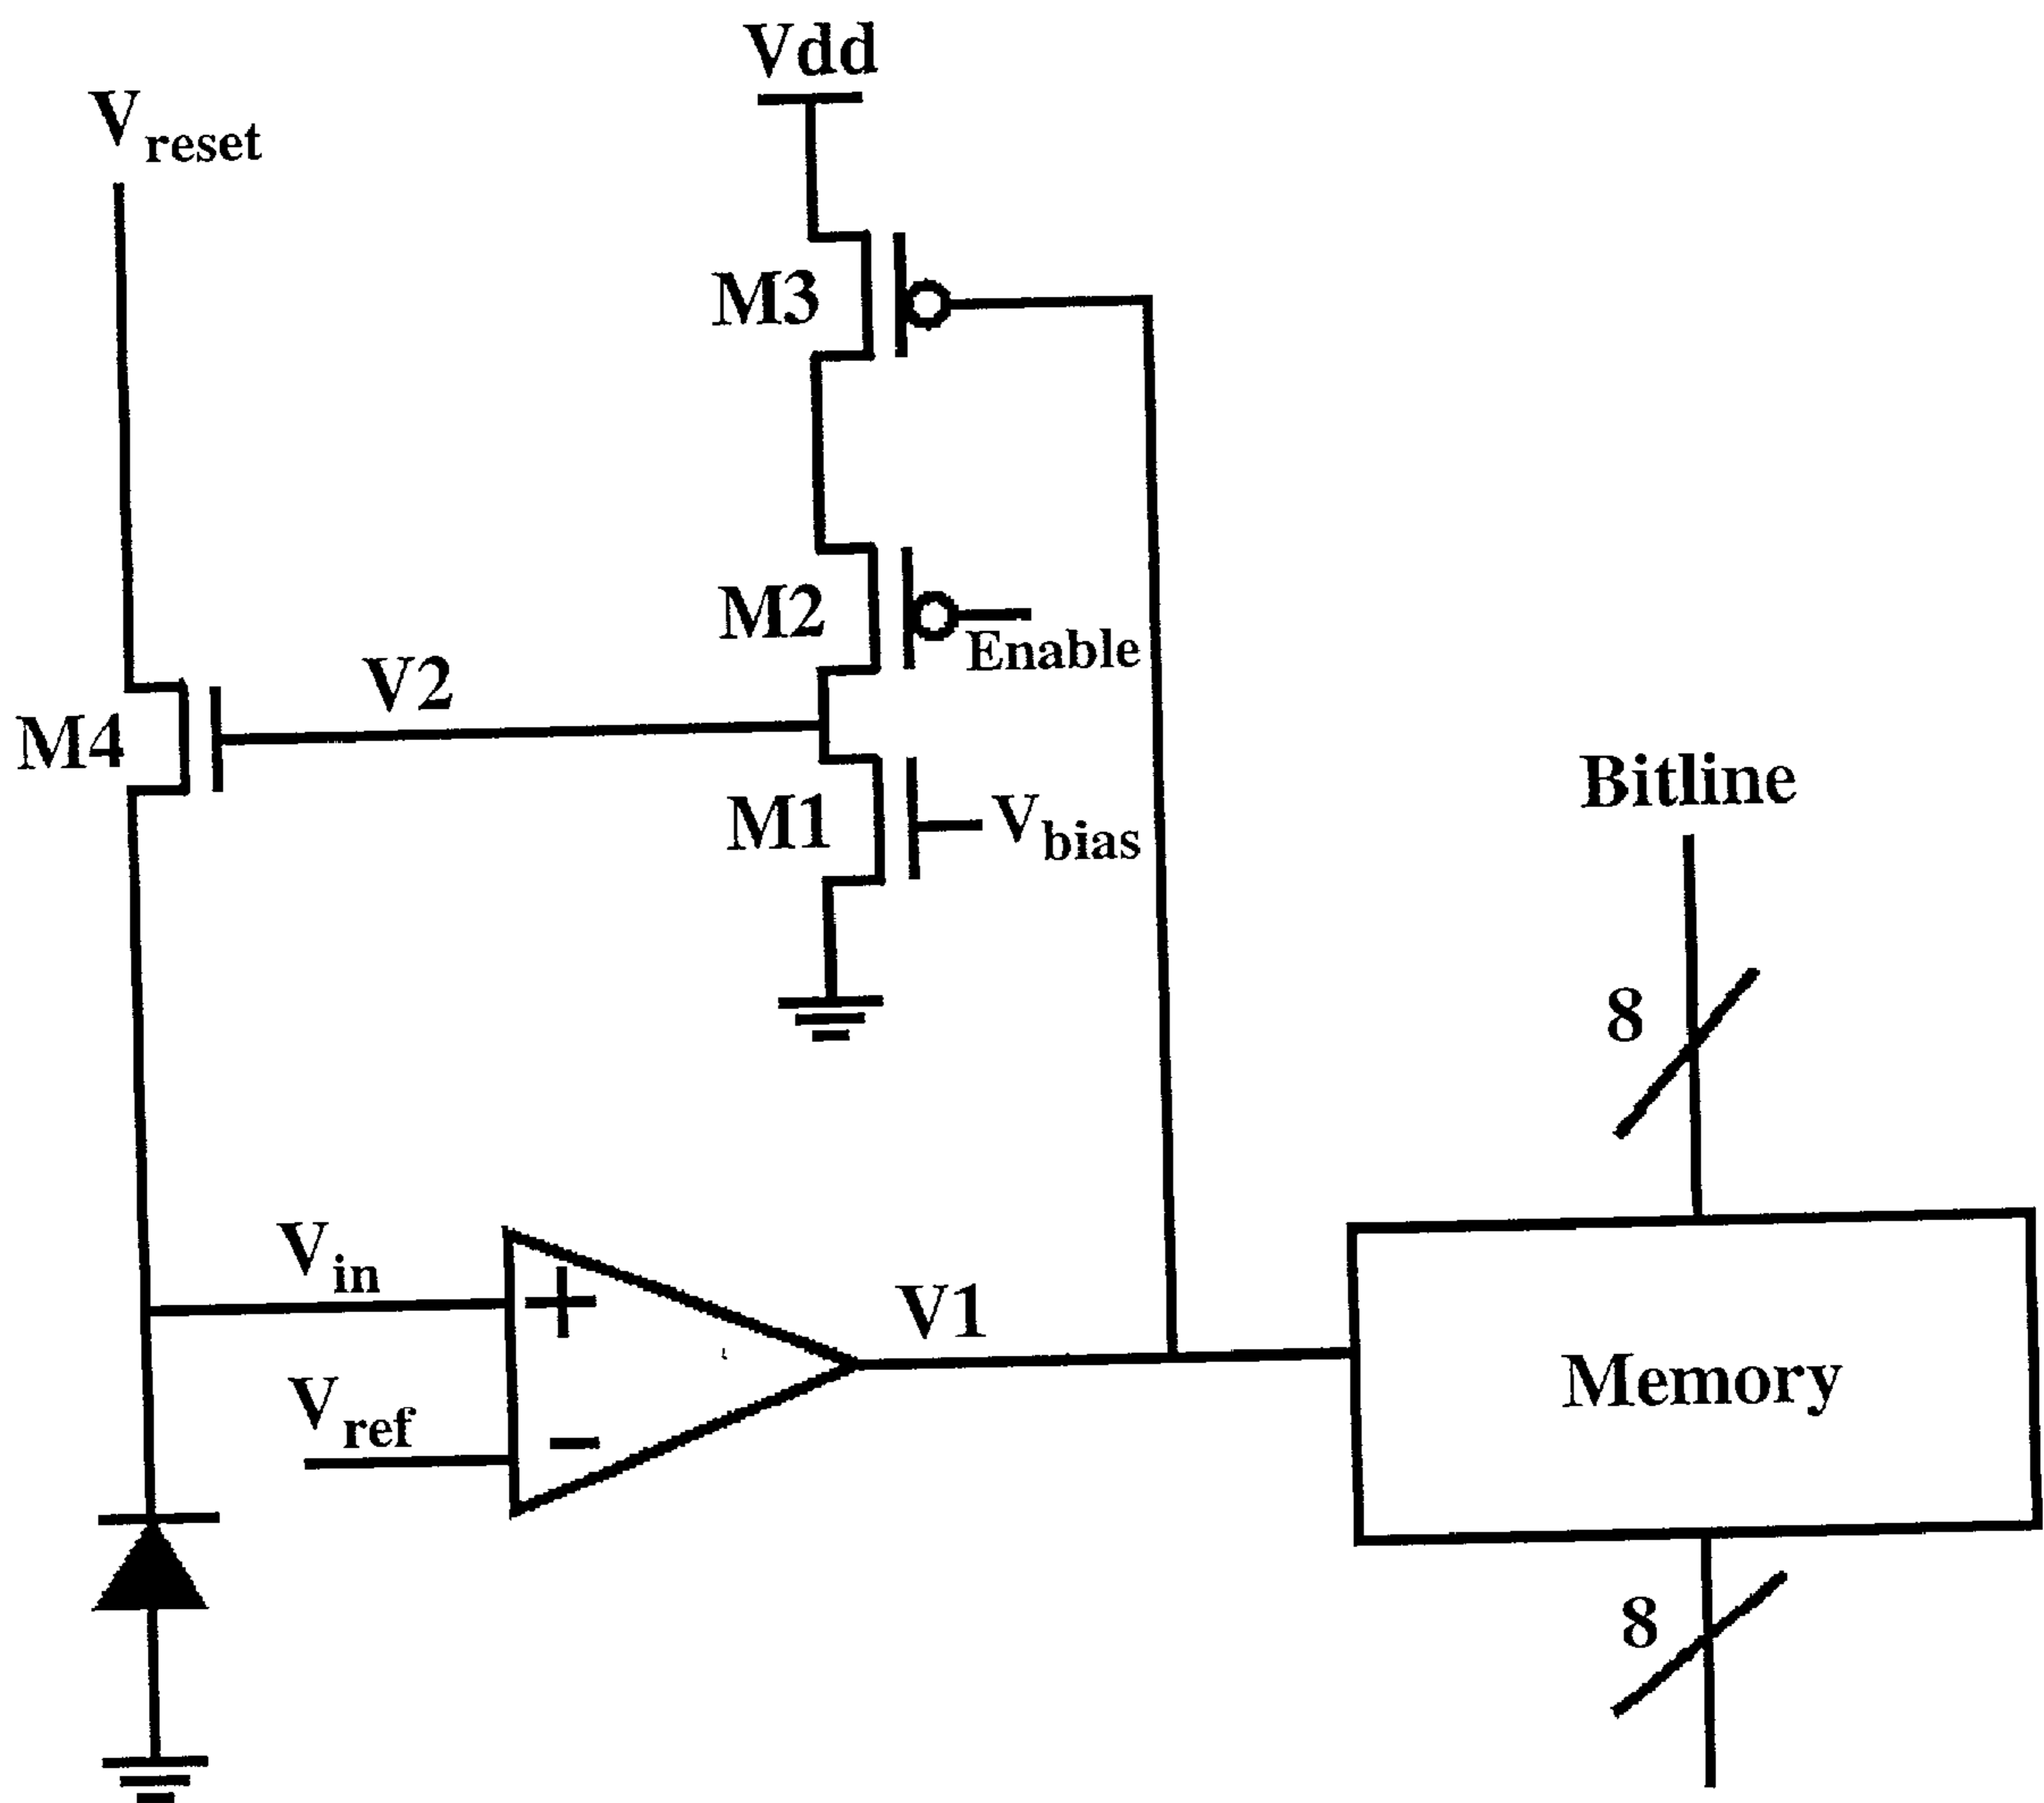 Vdd
Vreset
M3
M2
Enable
V2
M4
M1
Vbias
Bitline
8
Vin
+
V1
Vref
-
Memory
8